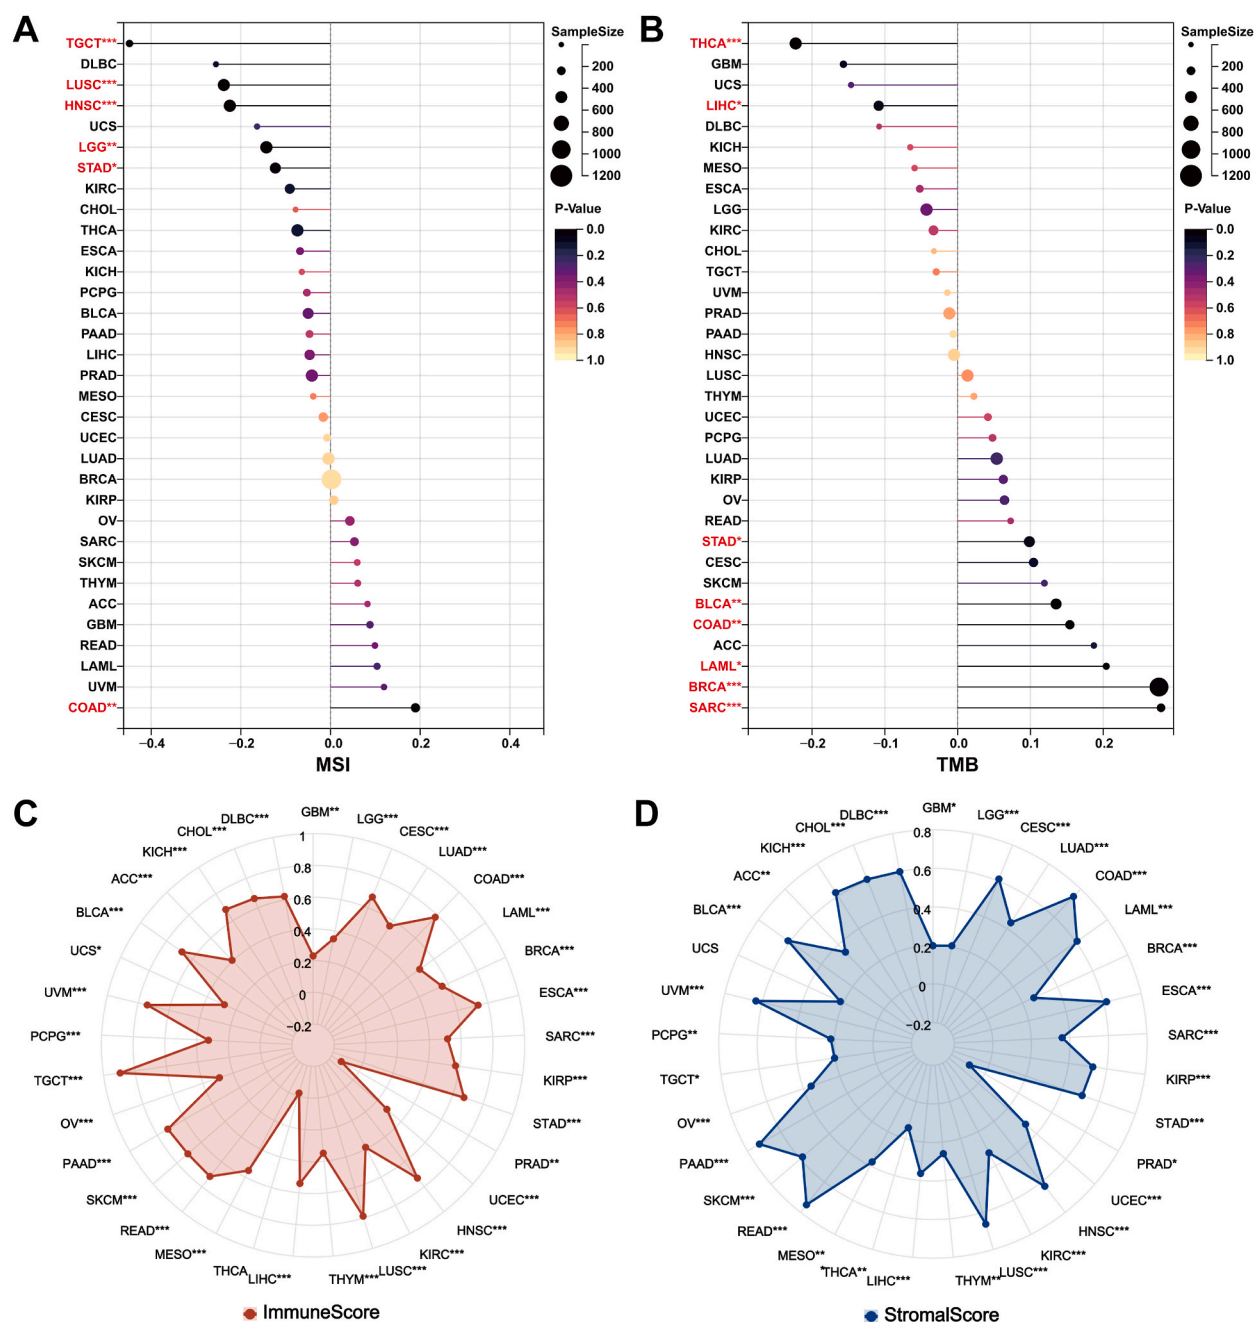 A
TGCT***
DLBC
LUSC***
HNSC***
UCS
LGG**
STAD*
KIRC
CHOL
THCA
ESCA
KICH
PCPG
BLCA
PAAD
LIHC
PRAD
MESO
CESC
UCEC
LUAD
BRCA
KIRP
OV
SARC
SKCM
THYM
ACC
GBM
READ
LAML
UVM
COAD**
−0.4 −0.2 0.0 0.2 0.4
MSI
SampleSize
200
400
600
800
1000
1200
P-Value
0.0
0.2
0.4
0.6
0.8
1.0
B
THCA***
GBM
UCS
LIHC*
DLBC
KICH
MESO
ESCA
LGG
KIRC
CHOL
TGCT
UVM
PRAD
PAAD
HNSC
LUSC
THYM
UCEC
PCPG
LUAD
KIRP
OV
READ
STAD*
CESC
SKCM
BLCA**
COAD**
ACC
LAML*
BRCA***
SARC***
−0.2 −0.1 0.0 0.1 0.2
TMB
SampleSize
200
400
600
800
1000
1200
P-Value
0.0
0.2
0.4
0.6
0.8
1.0
C
GBM**
LGG***
CESC***
LUAD***
COAD***
LAML***
BRCA***
ESCA***
SARC***
KIRP***
STAD***
PRAD**
UCEC***
HNSC***
KIRC***
LUSC***
THYM***
LIHC***
THCA
MESO***
READ***
SKCM***
PAAD***
OV***
TGCT***
PCPG***
UVM***
UCS*
BLCA***
ACC***
KICH***
CHOL***
DLBC***
1
0.8
0.6
0.4
0.2
0
−0.2
ImmuneScore
D
GBM*
LGG***
CESC***
LUAD***
COAD***
LAML***
BRCA***
ESCA***
SARC***
KIRP***
STAD***
PRAD*
UCEC***
HNSC***
KIRC***
LUSC***
THYM**
LIHC***
*THCA**
MESO**
READ***
SKCM***
PAAD***
OV***
TGCT*
PCPG**
UVM***
UCS
BLCA***
ACC**
KICH***
CHOL***
DLBC***
0.8
0.6
0.4
0.2
0
−0.2
StromalScore